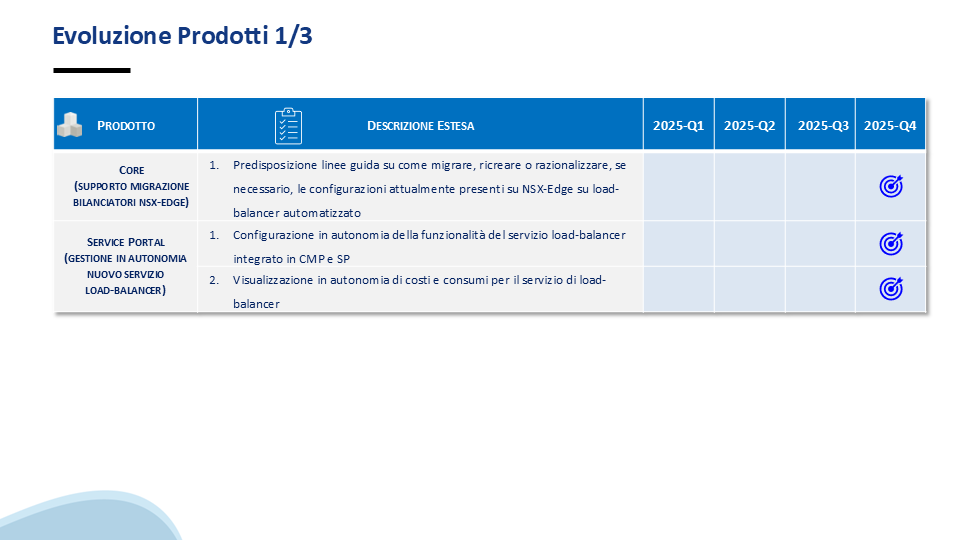 Evoluzione Prodotti 1/3
PRODOTTO
DESCRIZIONE ESTESA
2025-Q1
2025-Q2
2025-Q3
2025-Q4
CORE
(SUPPORTO MIGRAZIONE
BILANCIATORI NSX-EDGE)
1. Predisposizione linee guida su come migrare, ricreare o razionalizzare, se
necessario, le configurazioni attualmente presenti su NSX-Edge su load-
balancer automatizzato
SERVICE PORTAL
(GESTIONE IN AUTONOMIA
NUOVO SERVIZIO
LOAD-BALANCER)
1. Configurazione in autonomia della funzionalità del servizio load-balancer
integrato in CMP e SP
2. Visualizzazione in autonomia di costi e consumi per il servizio di load-
balancer